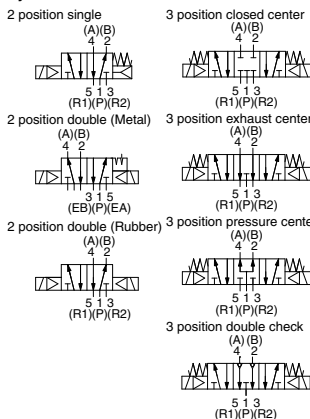 2 position single
(A)(B)
4 2
5 1 3
(R1)(P)(R2)
2 position double (Metal)
(A)(B)
4 2
3 1 5
(EB)(P)(EA)
2 position double (Rubber)
(A)(B)
4 2
5 1 3
(R1)(P)(R2)
3 position closed center
(A)(B)
4 2
5 1 3
(R1)(P)(R2)
3 position exhaust center
(A)(B)
4 2
5 1 3
(R1)(P)(R2)
3 position pressure cente
(A)(B)
4 2
5 1 3
(R1)(P)(R2)
3 position double check
(A) (B)
4 2
5 1 3
(R1)(P)(R2)